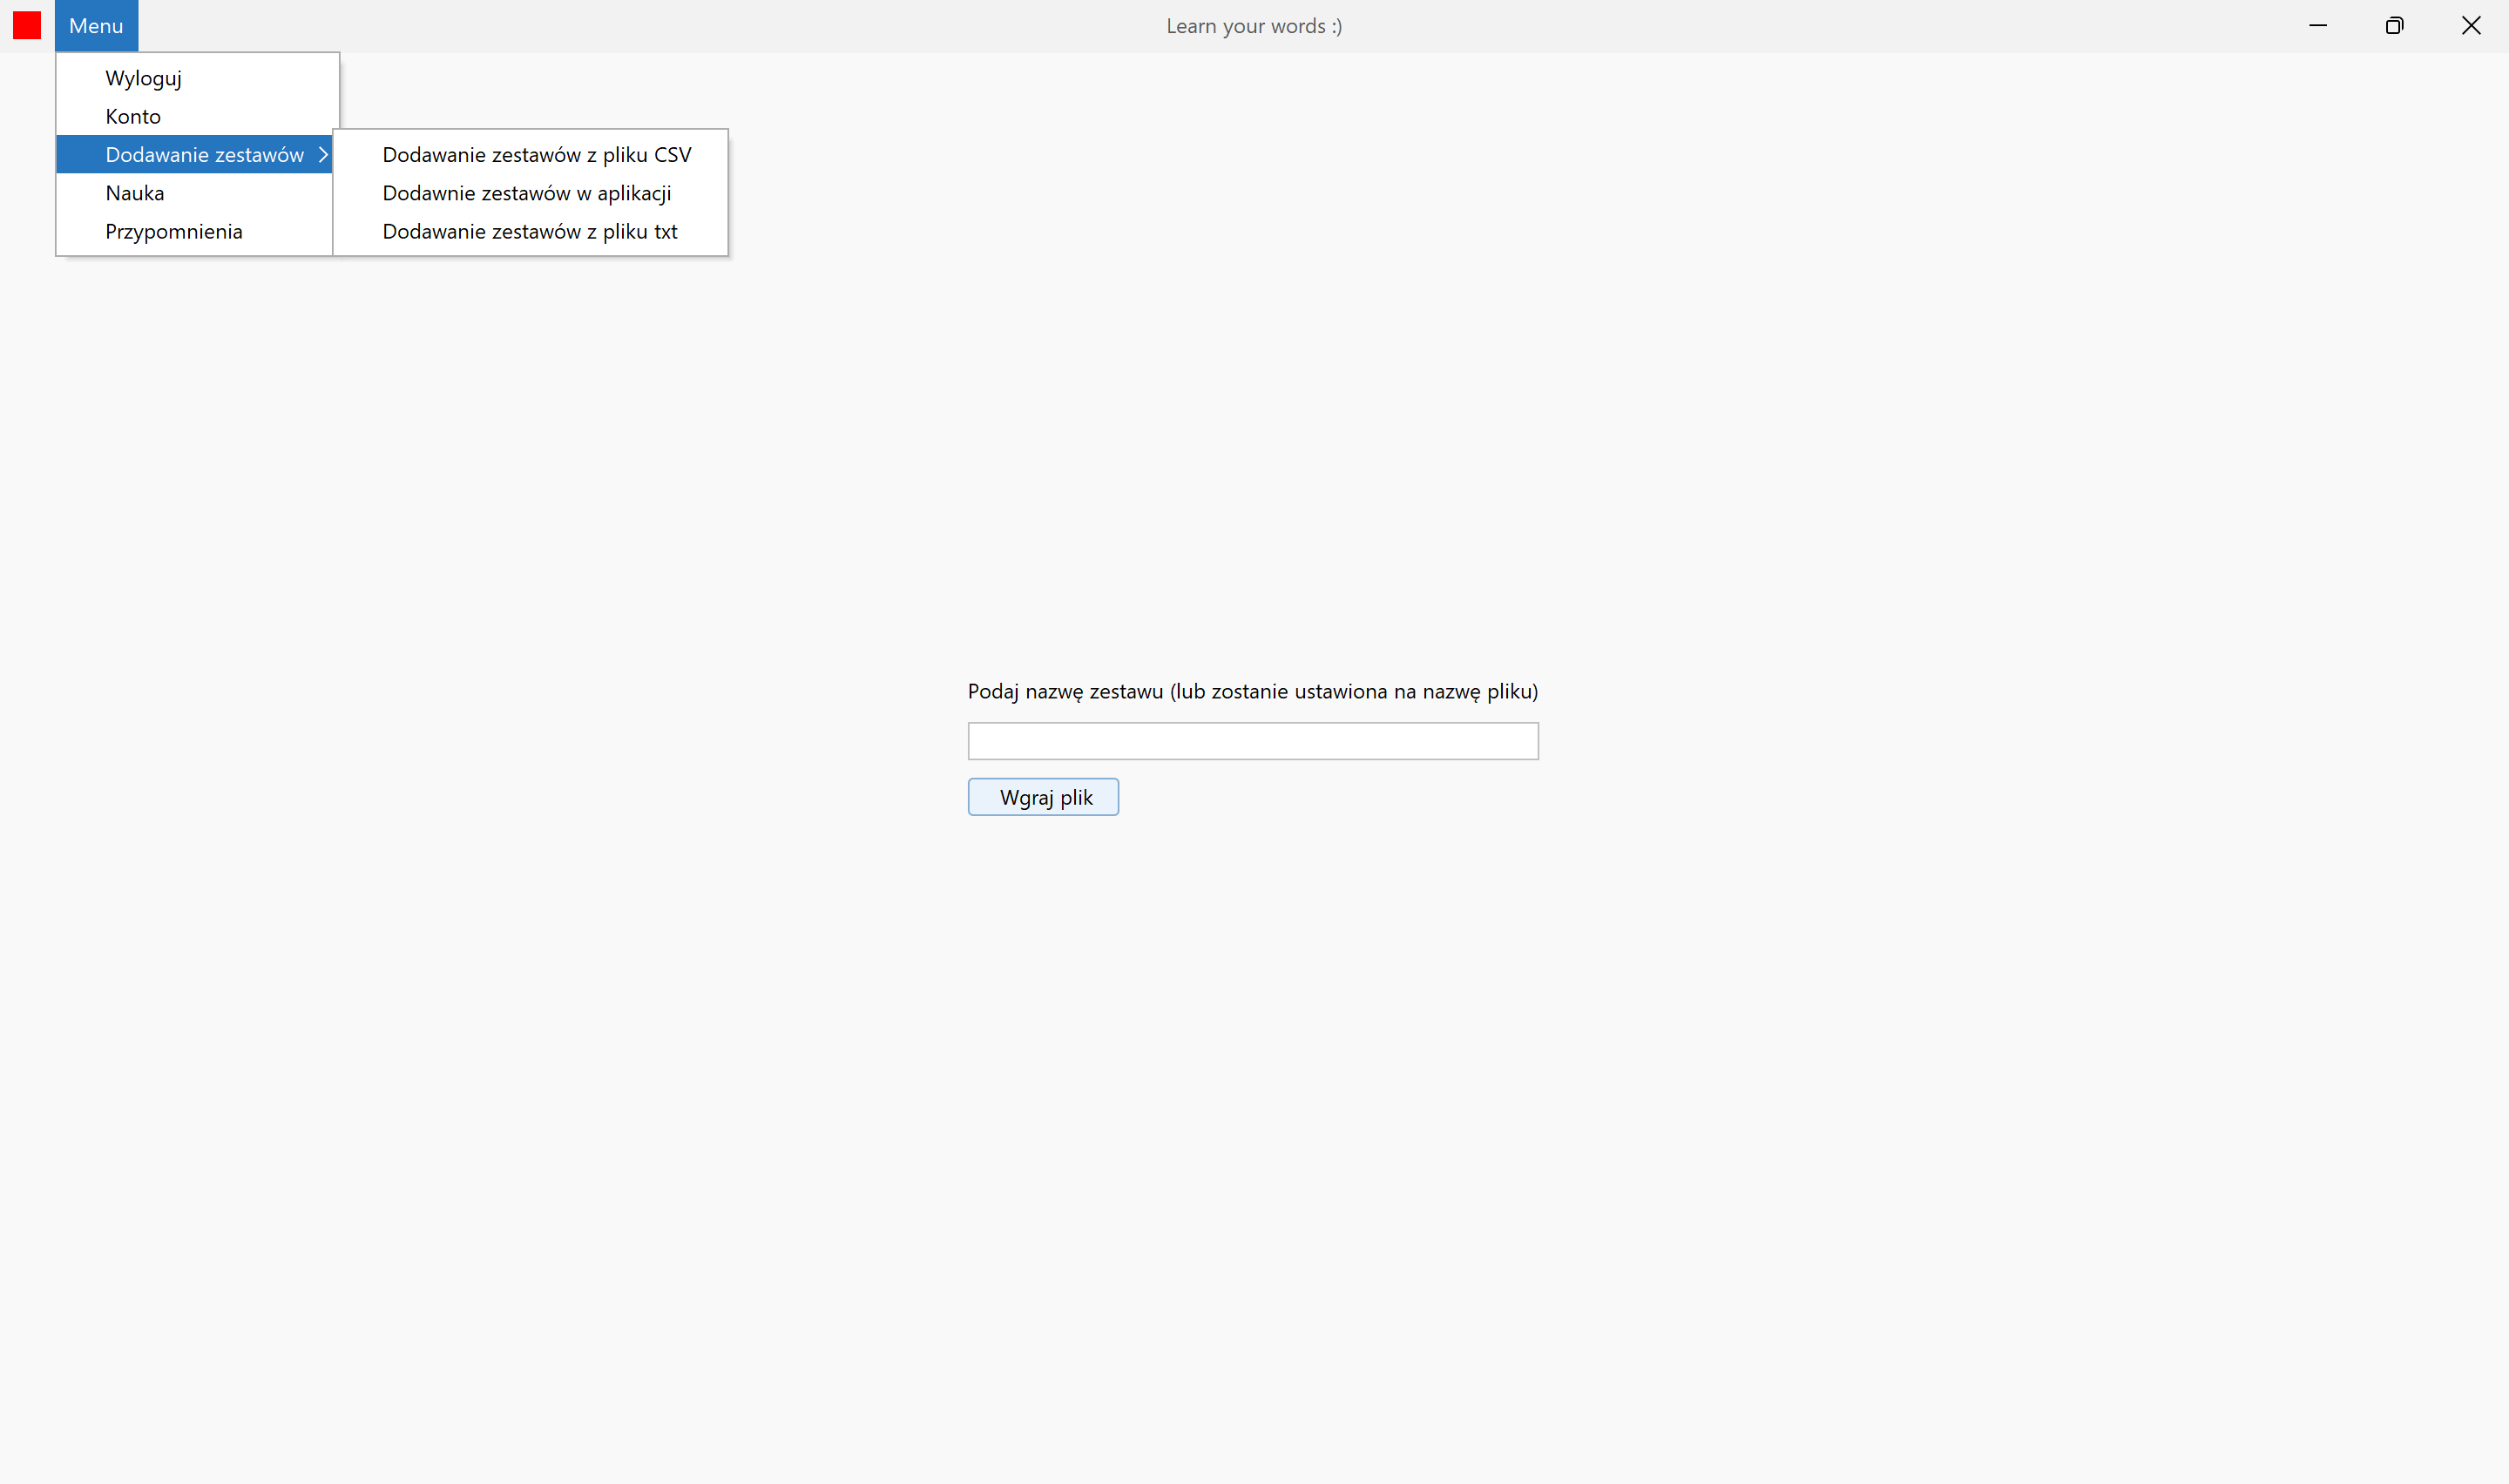 Menu
Learn your words :)
Wyloguj
Konto
Dodawanie zestawów
Nauka
Przypomnienia
Dodawanie zestawów z pliku CSV
Dodawnie zestawów w aplikacji
Dodawanie zestawów z pliku txt
Podaj nazwę zestawu (lub zostanie ustawiona na nazwę pliku)
Wgraj plik